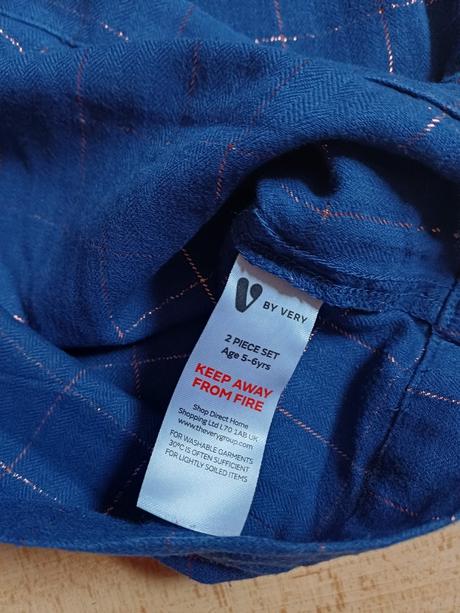 V BY VERY
2 PIECE SET
Age 5-6yrs
KEEP AWAY
FROM FIRE
Shop Direct Home
Shopping Ltd L70 1AB UK
www.theverygroup.com
FOR WASHABLE GARMENTS
30°C IS OFTEN SUFFICIENT
FOR LIGHTLY SOILED ITEMS